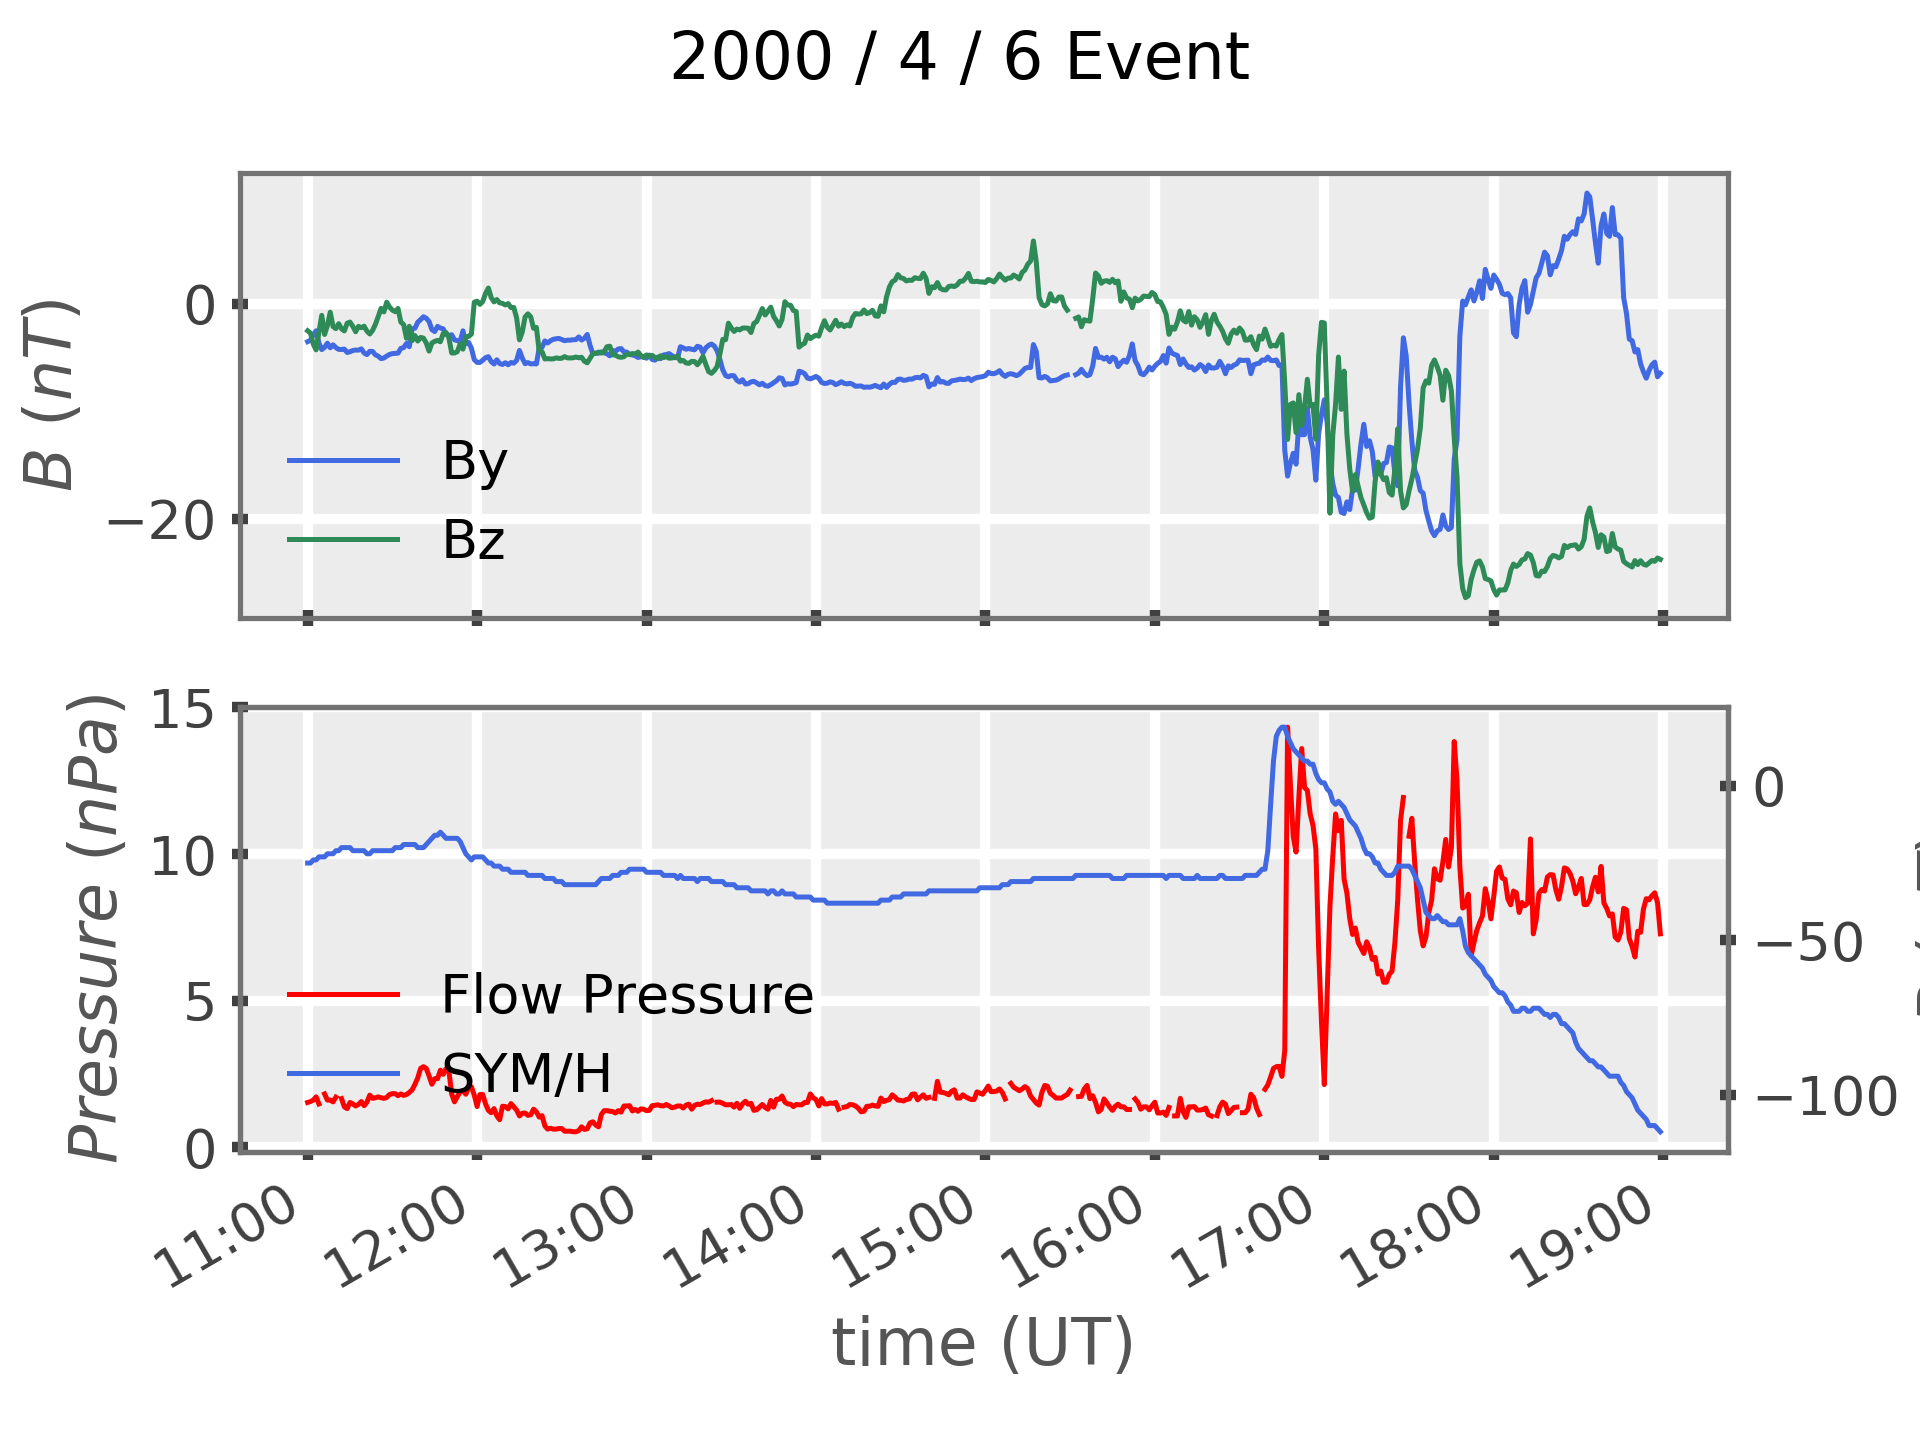 2000 / 4 / 6 Event
B (nT)
0
−20
By
Bz
Pressure (nPa)
15
10
5
0
Flow Pressure
SYM/H
0
−50
−100
11:00
12:00
13:00
14:00
15:00
16:00
17:00
18:00
19:00
time (UT)